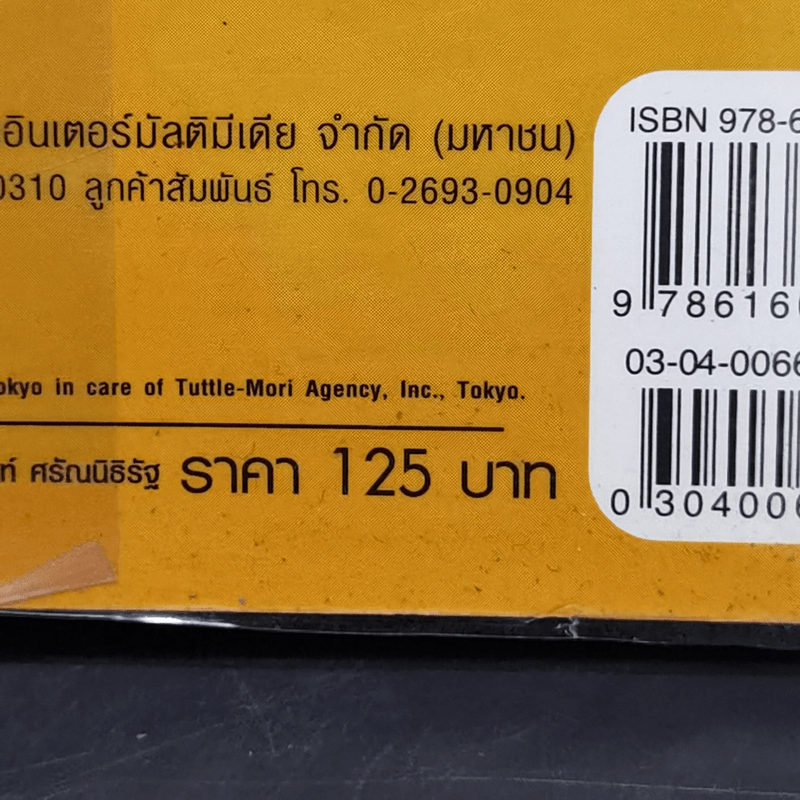 อินเตอร์มัลติมีเดีย จำกัด (มหาชน)
0310 ลูกค้าสัมพันธ์ โทร. 0-2693-0904
okyo in care of Tuttle-Mori Agency, Inc., Tokyo.
ศรัณนิธิรัฐ ราคา 125 บาท
ISBN 978-6
9 78616
03-04-0066
0 304006